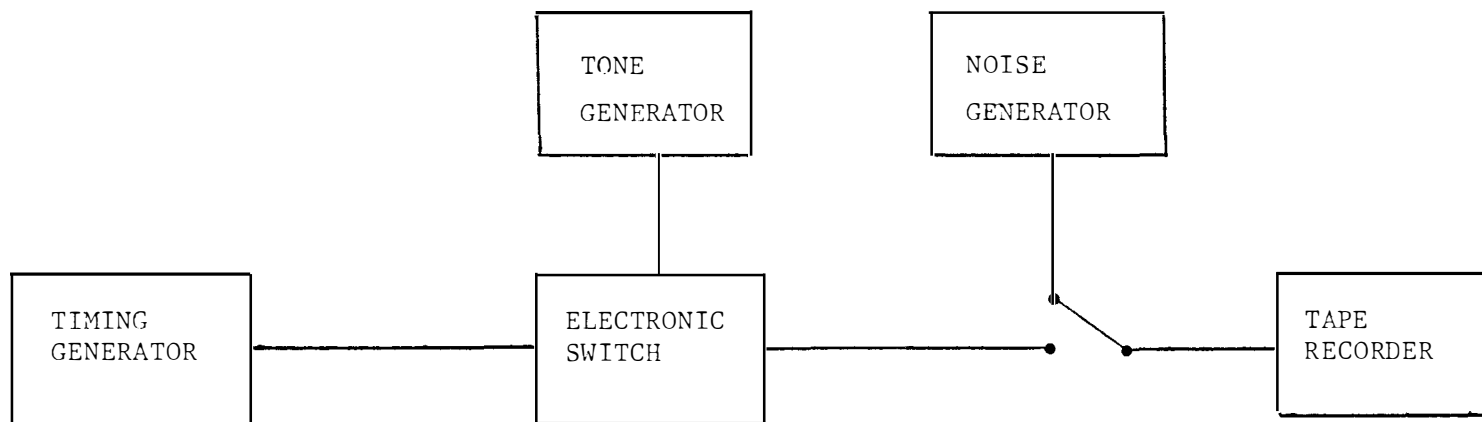 TONE
GENERATOR
NOISE
GENERATOR
TIMING
GENERATOR
ELECTRONIC
SWITCH
TAPE
RECORDER